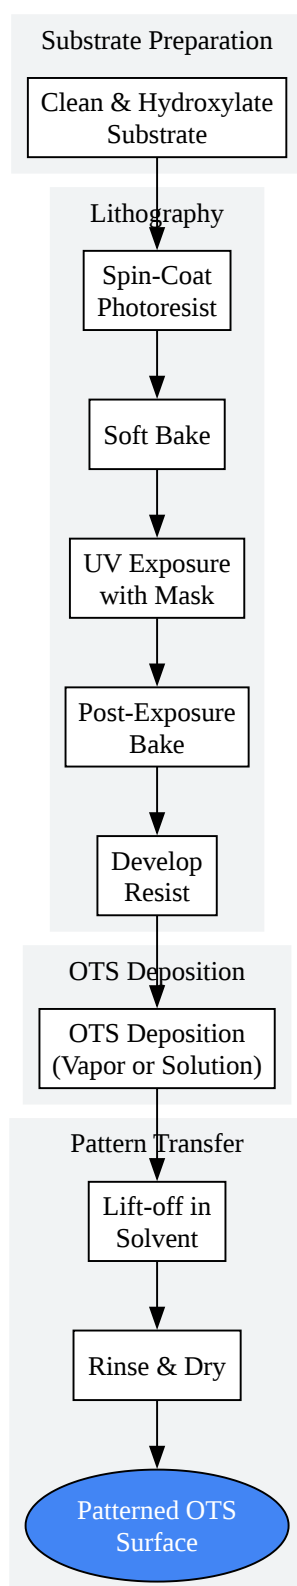 Substrate Preparation
Clean & Hydroxylate
Substrate
Lithography
Spin-Coat
Photoresist
Soft Bake
UV Exposure
with Mask
Post-Exposure
Bake
Develop
Resist
OTS Deposition
OTS Deposition
(Vapor or Solution)
Pattern Transfer
Lift-off in
Solvent
Rinse & Dry
Patterned OTS
Surface